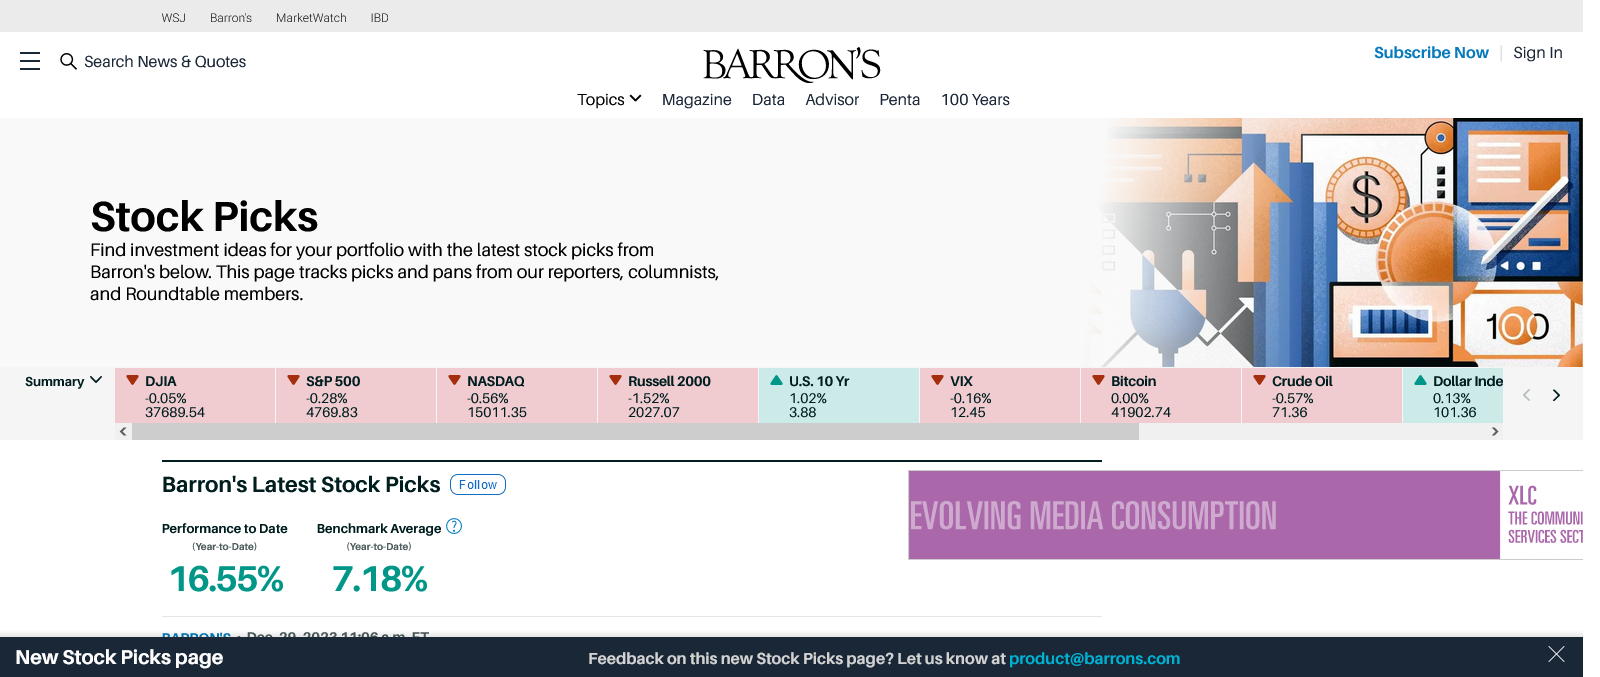 WSJ Barron's MarketWatch IBD
Search News & Quotes
BARRON'S
Subscribe Now Sign In
Topics Magazine Data Advisor Penta 100 Years
Stock Picks
Find investment ideas for your portfolio with the latest stock picks from
Barron's below. This page tracks picks and pans from our reporters, columnists,
and Roundtable members.
$
100
Summary
DJIA
-0.05%
37689.54
S&P 500
-0.28%
4769.83
NASDAQ
-0.56%
15011.35
Russell 2000
-1.52%
2027.07
U.S. 10 Yr
1.02%
3.88
VIX
-0.16%
12.45
Bitcoin
0.00%
41902.74
Crude Oil
-0.57%
71.36
Dollar Inde
0.13%
101.36
Barron's Latest Stock Picks Follow
Performance to Date
(Year-to-Date)
16.55%
Benchmark Average ?
(Year-to-Date)
7.18%
EVOLVING MEDIA CONSUMPTION
XLC
THE COMMUNI
SERVICES SECT
BARRON'S • Dec. 29, 2023 11:06 a.m. ET
New Stock Picks page
Feedback on this new Stock Picks page? Let us know at product@barrons.com